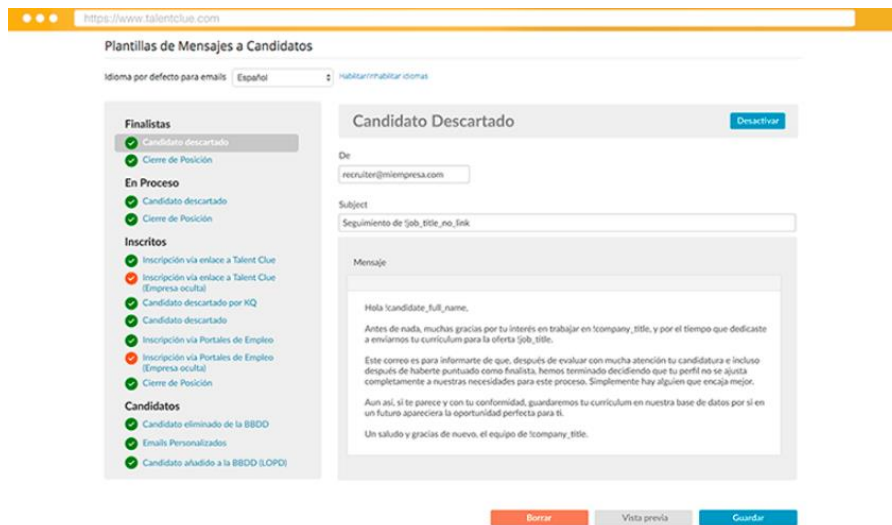 https://www.talentclue.com
Plantillas de Mensajes a Candidatos
Idioma por defecto para emails Español Habilitar/Inhabilitar idiomas
Finalistas
Candidato descartado
Cierre de Posición
En Proceso
Candidato descartado
Cierre de Posición
Inscritos
Inscripción vía enlace a Talent Clue
Inscripción vía enlace a Talent Clue
(Empresa oculta)
Candidato descartado por KQ
Candidato descartado
Inscripción vía Portales de Empleo
Inscripción vía Portales de Empleo
(Empresa oculta)
Cierre de Posición
Candidatos
Candidato eliminado de la BBDD
Emails Personalizados
Candidato añadido a la BBDD (LOPD)
Candidato Descartado Desactivar
De
recruiter@miempresa.com
Subject
Seguimiento de !job_title_no_link
Mensaje
Hola !candidate_full_name,
Antes de nada, muchas gracias por tu interés en trabajar en !company_title, y por el tiempo que dedicaste
a enviarnos tu curriculum para la oferta !job_title.
Este correo es para informarte de que, después de evaluar con mucha atención tu candidatura e incluso
después de haberte puntuado como finalista, hemos terminado decidiendo que tu perfil no se ajusta
completamente a nuestras necesidades para este proceso. Simplemente hay alguien que encaja mejor.
Aun así, si te parece y con tu conformidad, guardaremos tu curriculum en nuestra base de datos por si en
un futuro apareciera la oportunidad perfecta para ti.
Un saludo y gracias de nuevo, el equipo de !company_title.
Borrar Vista previa Guardar